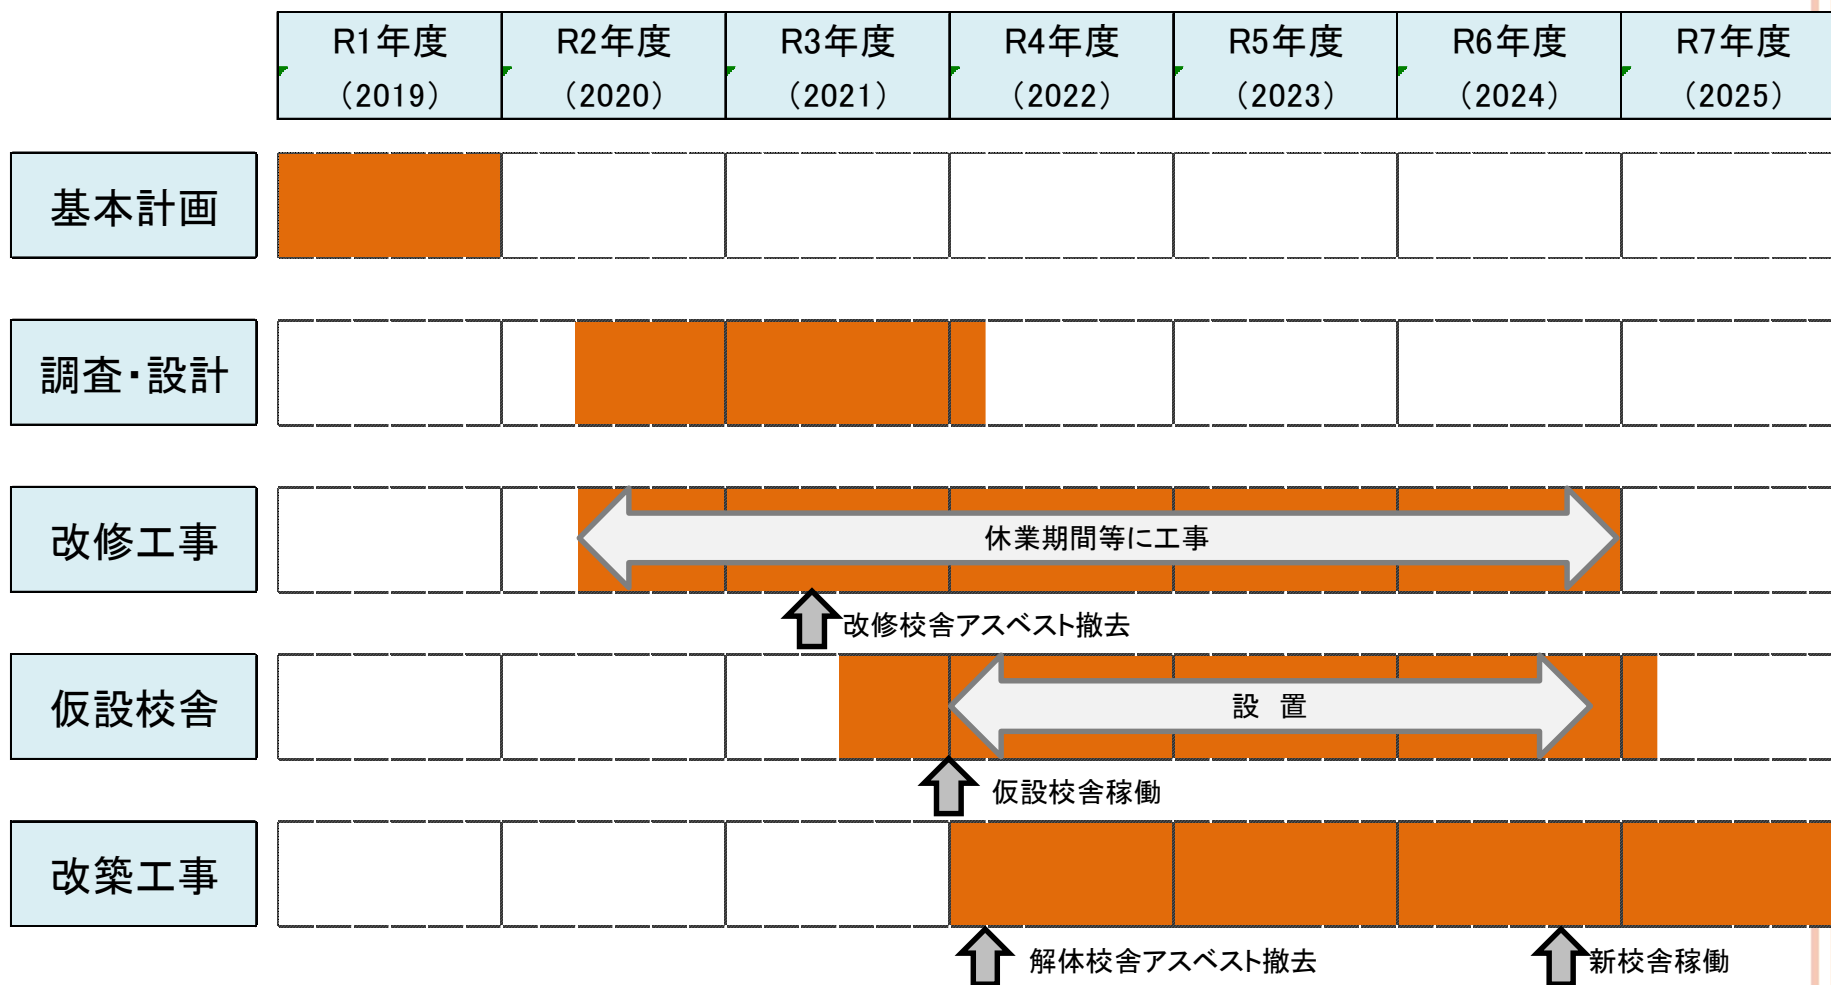 R1年度 R2年度 R3年度 R4年度 R5年度 R6年度 R7年度
（2019） （2020） （2021） （2022） （2023） （2024） （2025）
基本計画
調査・設計
改修工事
休業期間等に工事
改修校舎アスベスト撤去
仮設校舎
設 置
仮設校舎稼働
改築工事
解体校舎アスベスト撤去
新校舎稼働